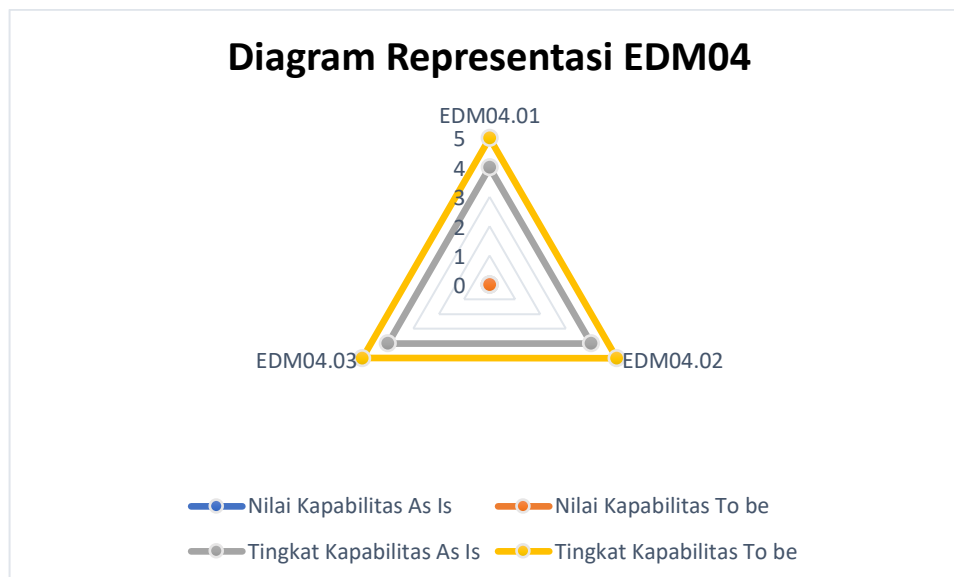 Diagram Representasi EDM04
EDM04.01
5
4
3
2
1
0
EDM04.03
EDM04.02
Nilai Kapabilitas As Is
Nilai Kapabilitas To be
Tingkat Kapabilitas As Is
Tingkat Kapabilitas To be